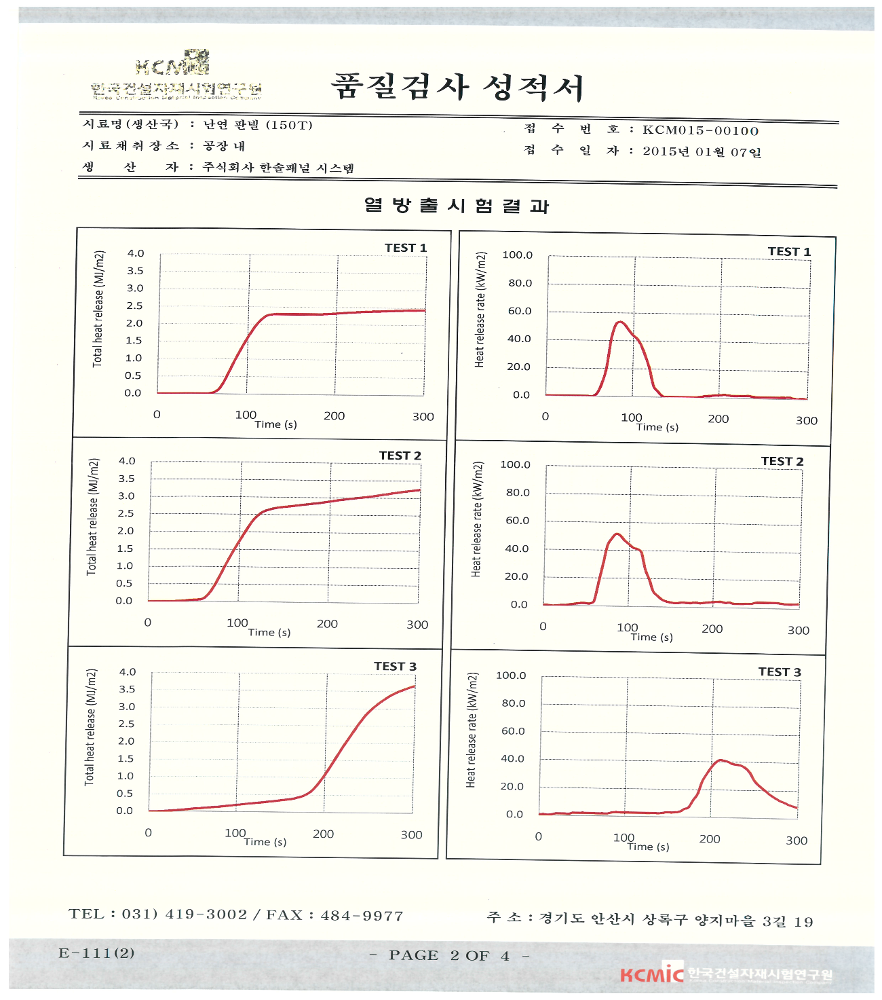 KCMIC
한국건설자재시험연구원
품질검사 성적서
시료명(생산국) : 난연 판넬 (150T)
접 수 번 호 : KCM015-00100
시료채취장소 : 공장 내
접 수 일 자 : 2015년 01월 07일
생 산 자 : 주식회사 한솔패널 시스템
열방출시험결과
TEST 1
Total heat release (MJ/m2)
4.0
3.5
3.0
2.5
2.0
1.5
1.0
0.5
0.0
0 100 200 300
Time (s)
TEST 1
Heat release rate (kW/m2)
100.0
80.0
60.0
40.0
20.0
0.0
0 100 200 300
Time (s)
TEST 2
Total heat release (MJ/m2)
4.0
3.5
3.0
2.5
2.0
1.5
1.0
0.5
0.0
0 100 200 300
Time (s)
TEST 2
Heat release rate (kW/m2)
100.0
80.0
60.0
40.0
20.0
0.0
0 100 200 300
Time (s)
TEST 3
Total heat release (MJ/m2)
4.0
3.5
3.0
2.5
2.0
1.5
1.0
0.5
0.0
0 100 200 300
Time (s)
TEST 3
Heat release rate (kW/m2)
100.0
80.0
60.0
40.0
20.0
0.0
0 100 200 300
Time (s)
TEL : 031) 419-3002 / FAX : 484-9977
주 소 : 경기도 안산시 상록구 양지마을 3길 19
E-111(2)
- PAGE 2 OF 4 -
KCMIC 한국건설자재시험연구원